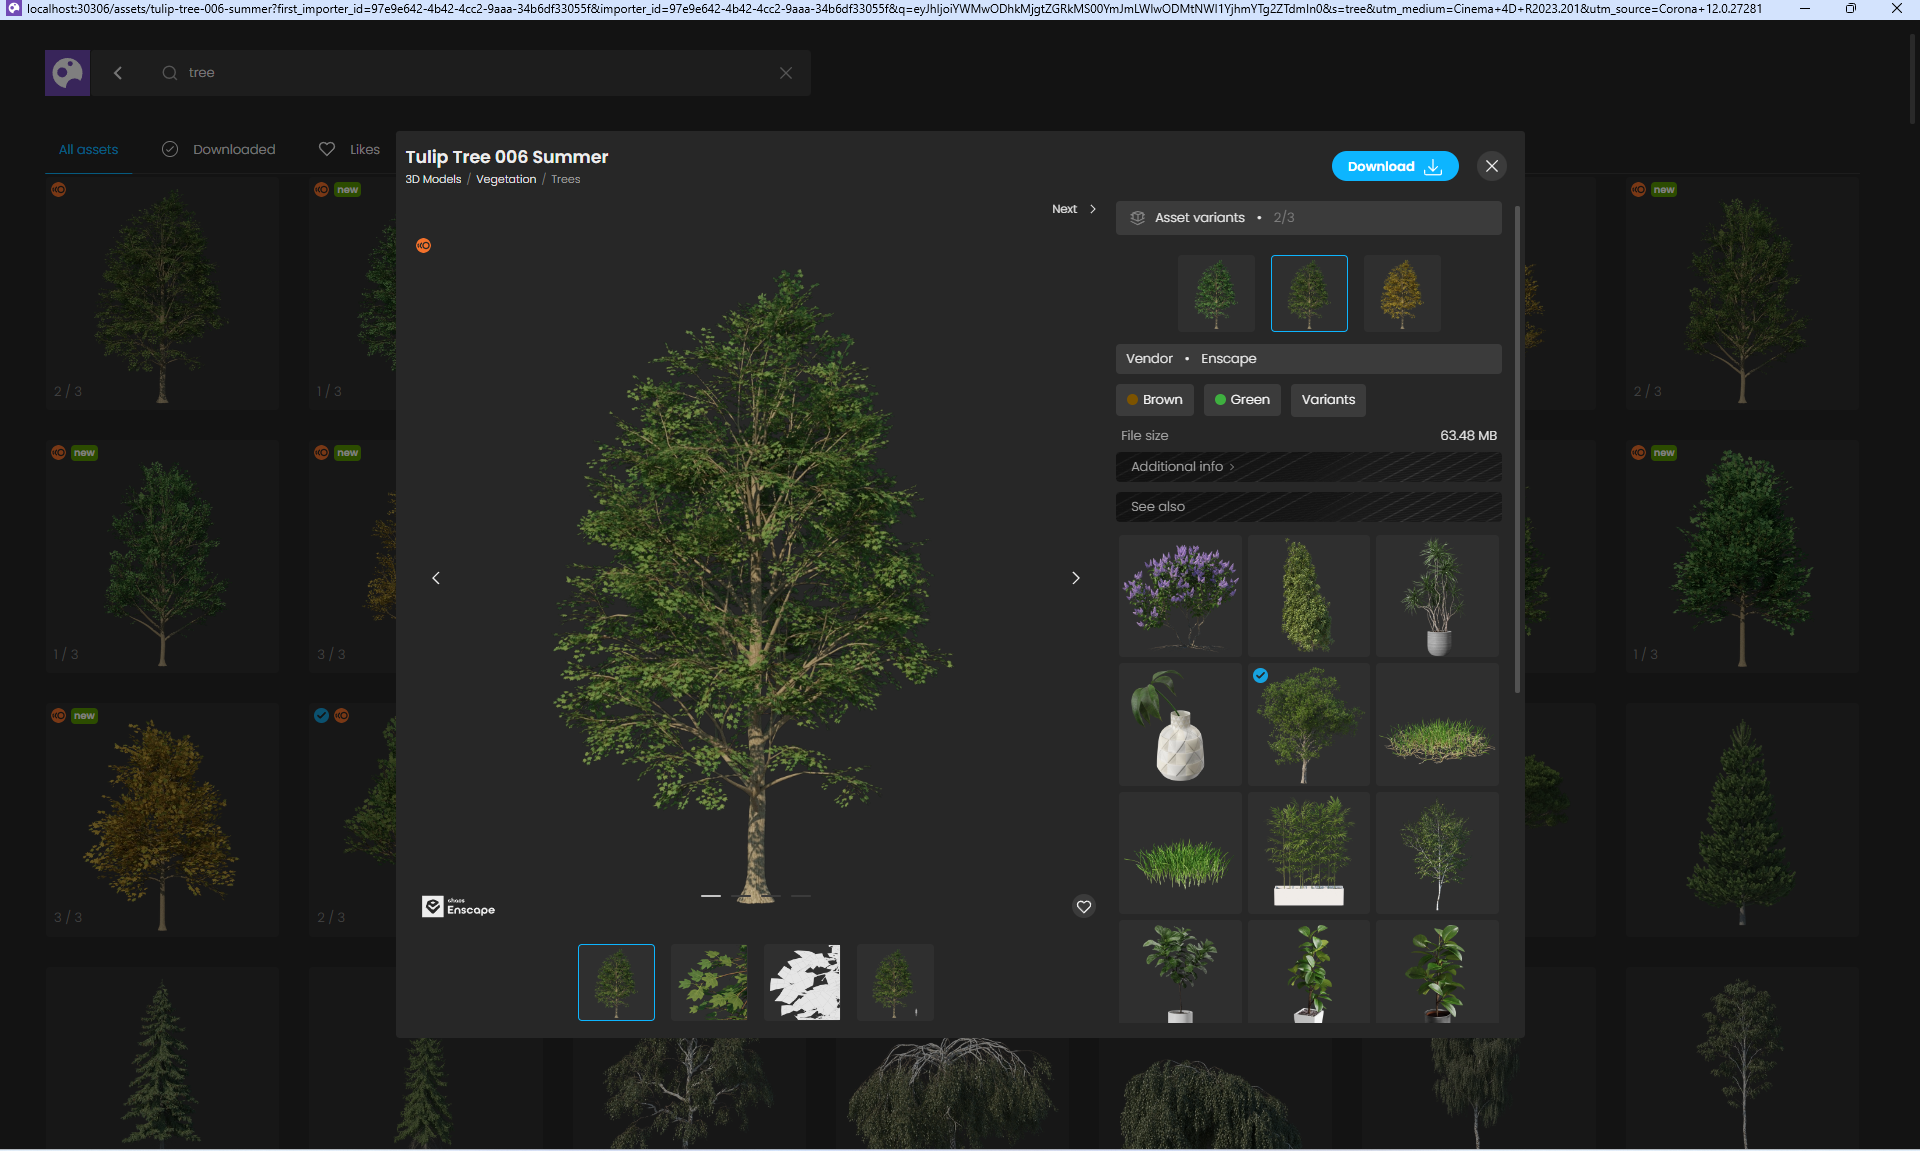 localhost:30306/assets/tulip-tree-006-summer?first_importer_id=97e9e642-4b42-4cc2-9aaa-34b6df33055f&importer_id=97e9e642-4b42-4cc2-9aaa-34b6df33055f&q=eyJhIjoiYWMwODhkMjgtZGRkMS00YmJmLWIwODMtNWI1YjhmYTg2ZTdmIn0&s=tree&utm_medium=Cinema+4D+R2023.201&utm_source=Corona+12.0.27281
tree
All assets
Downloaded
Likes
Tulip Tree 006 Summer
3D Models / Vegetation / Trees
Download
Next
Asset variants • 2/3
Vendor • Enscape
Brown
Green
Variants
File size
63.48 MB
Additional info
See also
chaos
Enscape
new
2 / 3
1 / 3
new
2 / 3
new
new
1 / 3
3 / 3
new
1 / 3
new
3 / 3
2 / 3